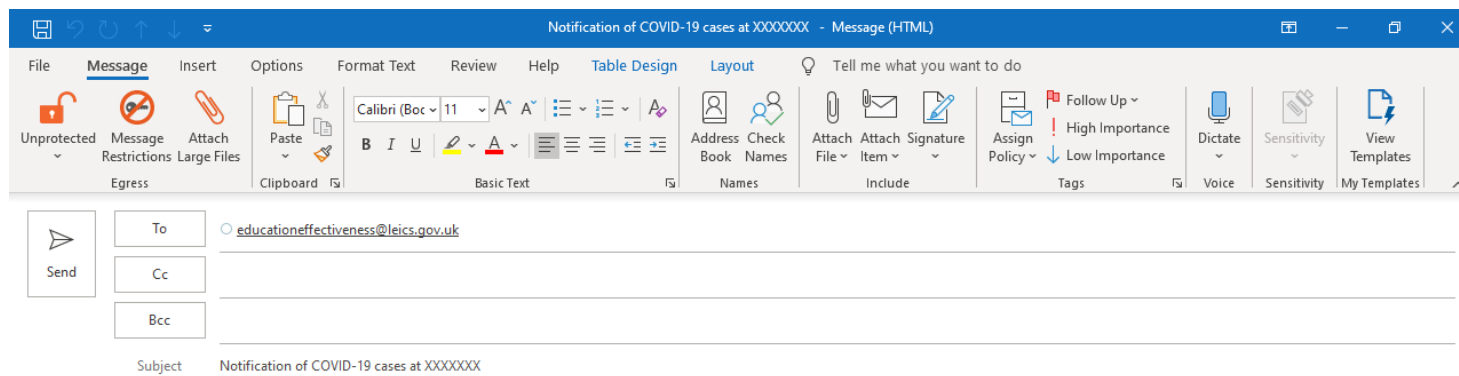 Notification of COVID-19 cases at XXXXXXX - Message (HTML)
File Message Insert Options Format Text Review Help Table Design Layout Tell me what you want to do
Unprotected
Message Restrictions
Attach Large Files
Egress
Paste
Clipboard
Calibri (Boc 11
B I U
Basic Text
Address Book
Check Names
Names
Attach File
Attach Item
Signature
Include
Assign Policy
Follow Up
High Importance
Low Importance
Tags
Dictate
Voice
Sensitivity
Sensitivity
View Templates
My Templates
Send
To educationeffectiveness@leics.gov.uk
Cc
Bcc
Subject Notification of COVID-19 cases at XXXXXXX